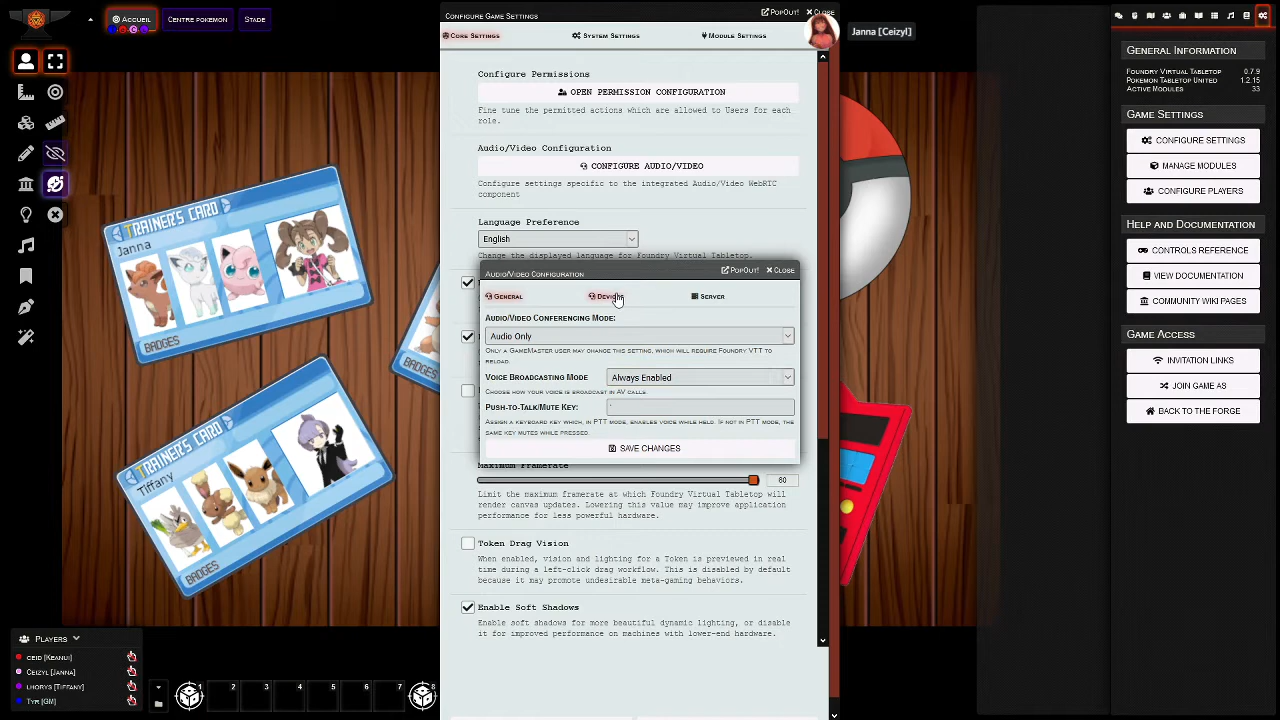 Accueil
Centre pokemon
Stade
Configure Game Settings
PopOut!
Close
Core Settings
System Settings
Module Settings
Janna [Ceizyl]
Configure Permissions
OPEN PERMISSION CONFIGURATION
Fine tune the permitted actions which are allowed to Users for each
role.
Audio/Video Configuration
CONFIGURE AUDIO/VIDEO
Configure settings specific to the integrated Audio/Video WebRTC
component
Language Preference
English
Change the displayed language for Foundry Virtual Tabletop.
Audio/Video Configuration
PopOut!
Close
General
Devices
Server
Audio/Video Conferencing Mode:
Audio Only
Only a GameMaster user may change this setting, which will require Foundry VTT to
reload.
Voice Broadcasting Mode
Always Enabled
Choose how your voice is broadcast in AV calls.
Push-to-Talk/Mute Key:
Assign a keyboard key which, in PTT mode, enables voice while held. If not in PTT mode, the
same key mutes while pressed.
SAVE CHANGES
Maximum Framerate
60
Limit the maximum framerate at which Foundry Virtual Tabletop will
render canvas updates. Lowering this value may improve application
performance for less powerful hardware.
Token Drag Vision
When enabled, vision and lighting for a Token is previewed in real
time during a left-click drag workflow. This is disabled by default
because it may promote undesirable meta-gaming behaviors.
Enable Soft Shadows
Enable soft shadows for more beautiful dynamic lighting, or
disable it for improved performance on machines with lower-end hardware.
TRAINER'S CARD
Janna
BADGES
TRAINER'S CARD
Tiffany
BADGES
BADGES
Players
ceid [Keanui]
Ceizyl [Janna]
lhorys [Tiffany]
Tyr [GM]
1
2
3
4
5
6
7
8
General Information
Foundry Virtual Tabletop 0.7.9
Pokemon Tabletop United 1.2.15
Active Modules 33
Game Settings
CONFIGURE SETTINGS
MANAGE MODULES
CONFIGURE PLAYERS
Help and Documentation
CONTROLS REFERENCE
VIEW DOCUMENTATION
COMMUNITY WIKI PAGES
Game Access
INVITATION LINKS
JOIN GAME AS
BACK TO THE FORGE